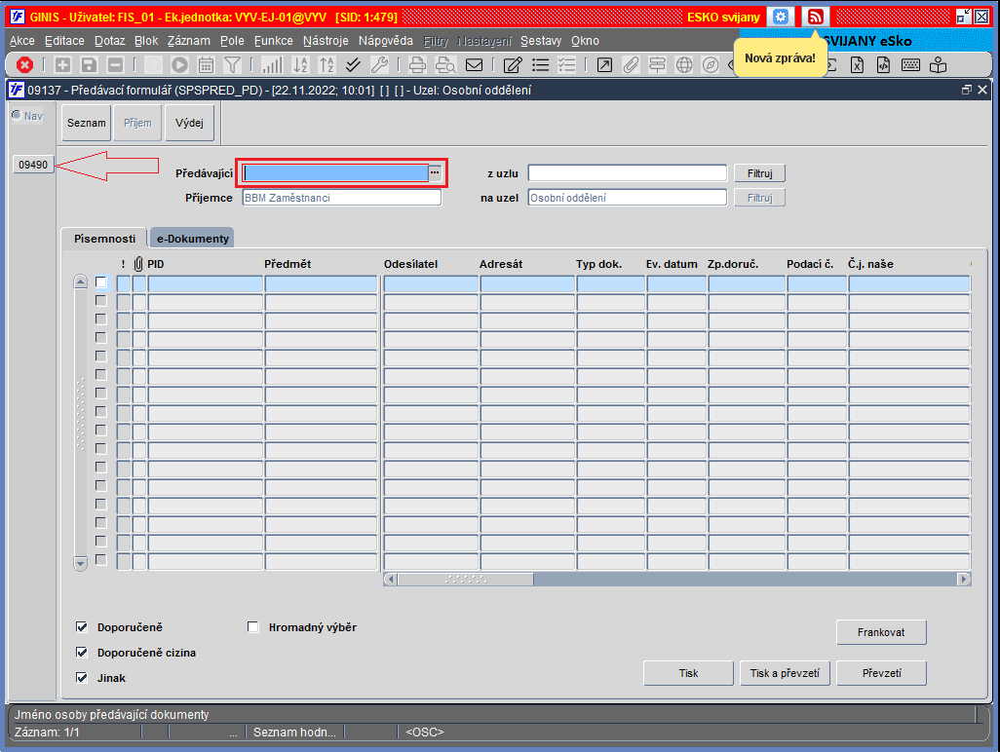 GINIS - Uživatel: FIS_01 - Ek.jednotka: VYV-EJ-01@VYV [SID: 1:479] ESKO svijany
Akce Editace Dotaz Blok Záznam Pole Funkce Nástroje Nápověda Filtry Nastavení Sestavy Okno SVIJANY eSko
Nová zpráva!
09137 - Předávací formulář (SPSPRED_PD) - [22.11.2022; 10:01] [ ] [ ] - Uzel: Osobní oddělení
Nav
Seznam Příjem Výdej
09490
Předávající ... z uzlu Filtruj
Příjemce BBM Zaměstnanci na uzel Osobní oddělení Filtruj
Písemnosti e-Dokumenty
! PID Předmět Odesílatel Adresát Typ dok. Ev. datum Zp.doruč. Podací č. Č.j. naše
Doporučeně Hromadný výběr
Frankovat
Doporučeně cizina
Jinak
Tisk Tisk a převzetí Převzetí
Jméno osoby předávající dokumenty
Záznam: 1/1 ... Seznam hodn... <OSC>